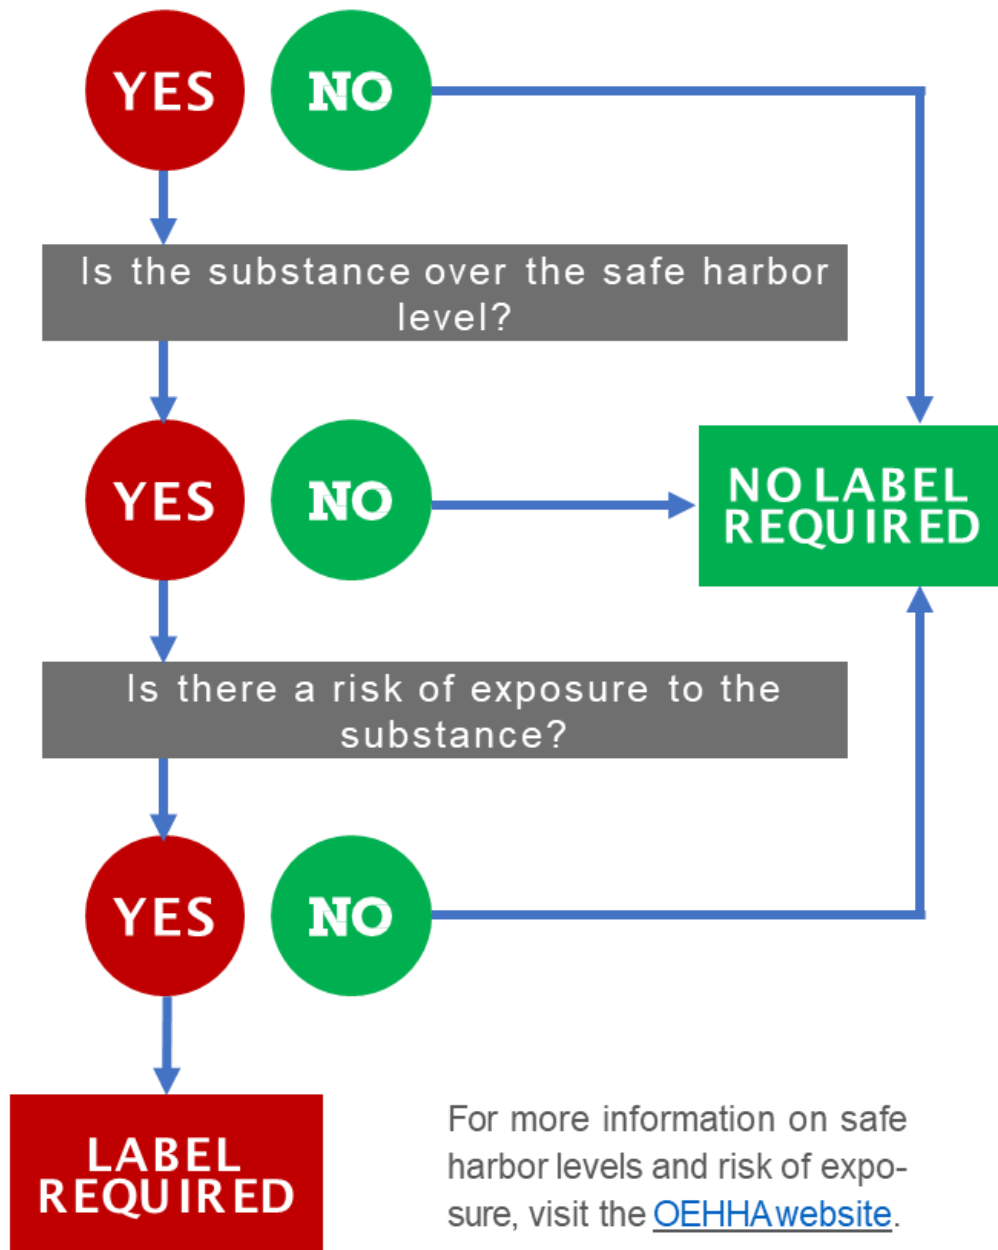 YES NO
Is the substance over the safe harbor
level?
YES NO
NO LABEL
REQUIRED
Is there a risk of exposure to the
substance?
YES NO
LABEL
REQUIRED
For more information on safe
harbor levels and risk of expo-
sure, visit the OEHHA website.